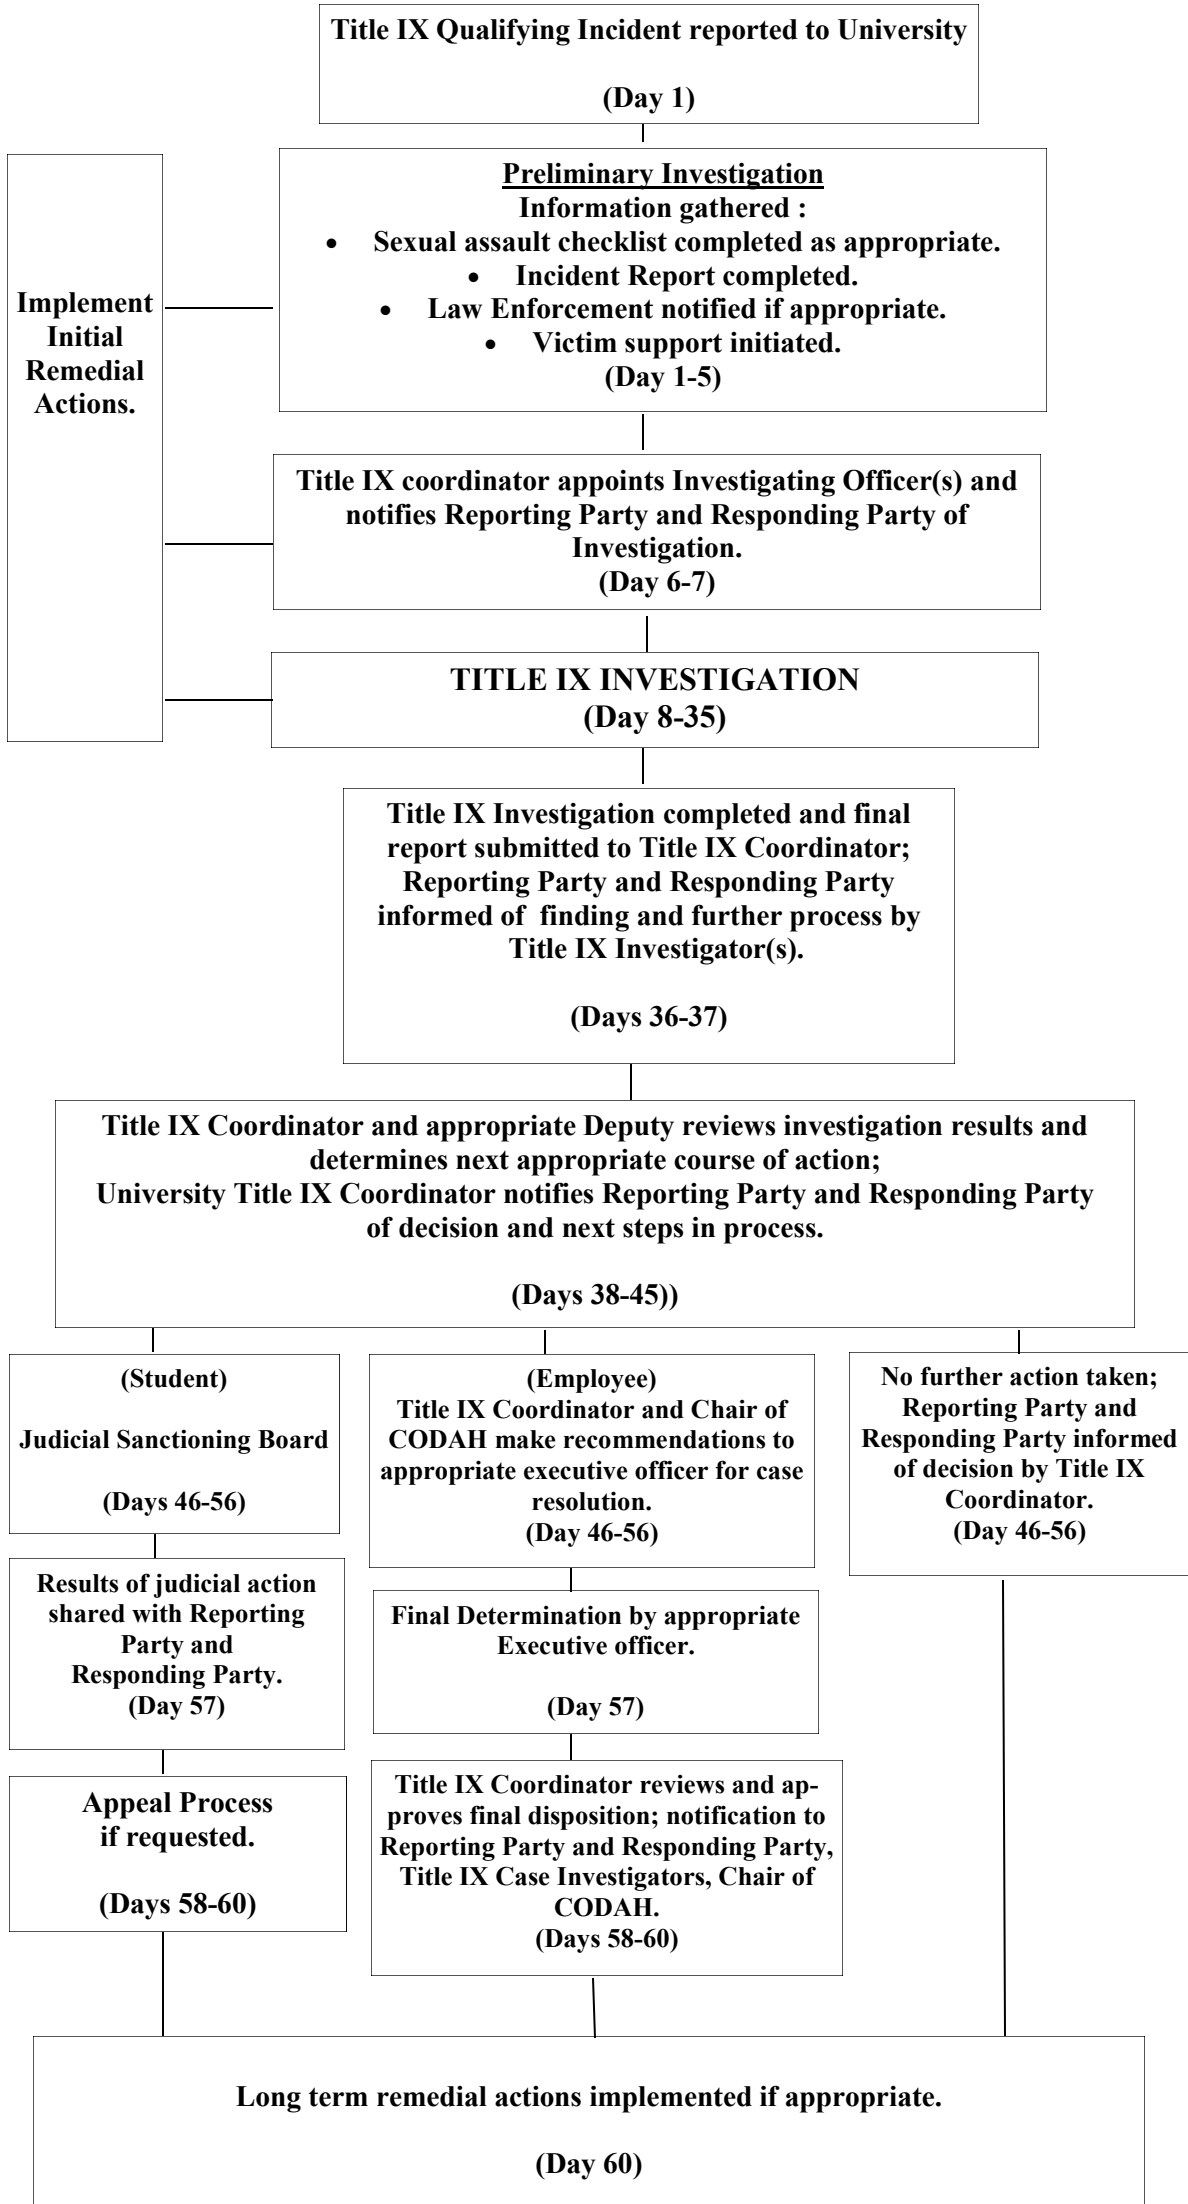 Title IX Qualifying Incident reported to University
(Day 1)
Implement
Initial
Remedial
Actions.
Preliminary Investigation
Information gathered :
• Sexual assault checklist completed as appropriate.
• Incident Report completed.
• Law Enforcement notified if appropriate.
• Victim support initiated.
(Day 1-5)
Title IX coordinator appoints Investigating Officer(s) and
notifies Reporting Party and Responding Party of
Investigation.
(Day 6-7)
TITLE IX INVESTIGATION
(Day 8-35)
Title IX Investigation completed and final
report submitted to Title IX Coordinator;
Reporting Party and Responding Party
informed of  finding and further process by
Title IX Investigator(s).
(Days 36-37)
Title IX Coordinator and appropriate Deputy reviews investigation results and
determines next appropriate course of action;
University Title IX Coordinator notifies Reporting Party and Responding Party
of decision and next steps in process.
(Days 38-45))
(Student)
Judicial Sanctioning Board
(Days 46-56)
(Employee)
Title IX Coordinator and Chair of
CODAH make recommendations to
appropriate executive officer for case
resolution.
(Day 46-56)
No further action taken;
Reporting Party and
Responding Party informed
of decision by Title IX
Coordinator.
(Day 46-56)
Results of judicial action
shared with Reporting
Party and
Responding Party.
(Day 57)
Final Determination by appropriate
Executive officer.
(Day 57)
Appeal Process
if requested.
(Days 58-60)
Title IX Coordinator reviews and ap-
proves final disposition; notification to
Reporting Party and Responding Party,
Title IX Case Investigators, Chair of
CODAH.
(Days 58-60)
Long term remedial actions implemented if appropriate.
(Day 60)